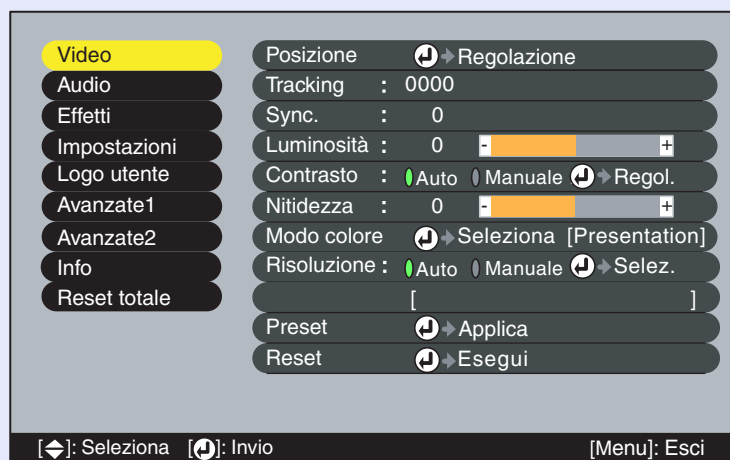 Video
Audio
Effetti
Impostazioni
Logo utente
Avanzate1
Avanzate2
Info
Reset totale
Posizione Regolazione
Tracking : 0000
Sync. : 0
Luminosità : 0 - +
Contrasto : Auto Manuale Regol.
Nitidezza : 0 - +
Modo colore Seleziona [Presentation]
Risoluzione : Auto Manuale Selez.
[ ]
Preset Applica
Reset Esegui
[ ]: Seleziona [ ]: Invio [Menu]: Esci